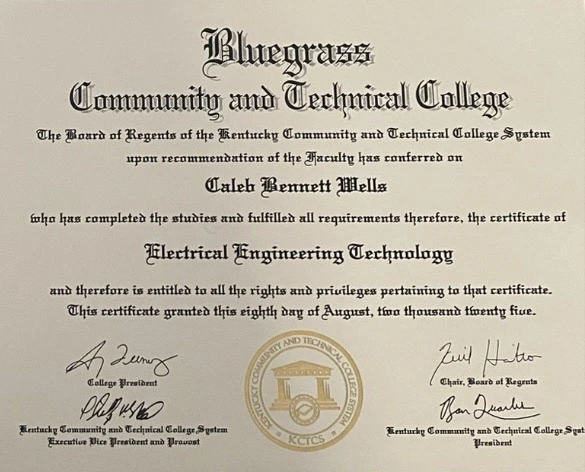 Bluegrass
Community and Technical College
The Board of Regents of the Kentucky Community and Technical College System
upon recommendation of the Faculty has conferred on
Caleb Bennett Wells
who has completed the studies and fulfilled all requirements therefore, the certificate of
Electrical Engineering Technology
and therefore is entitled to all the rights and privileges pertaining to that certificate.
This certificate granted this eighth day of August, two thousand twenty five.
College President
Chair, Board of Regents
KENTUCKY COMMUNITY AND TECHNICAL COLLEGE SYSTEM
KCTCS
Kentucky Community and Technical College System
Executive Vice President and Provost
Kentucky Community and Technical College Syst
President